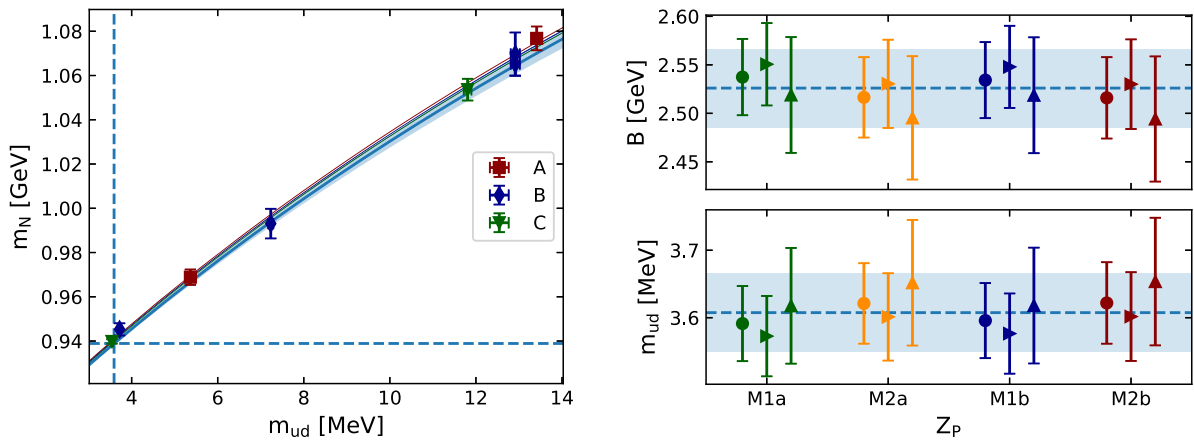 1.08
1.06
1.04
1.02
1.00
0.98
0.96
0.94
m_N [GeV]
A
B
C
4
6
8
10
12
14
m_ud [MeV]
2.60
2.55
2.50
2.45
B [GeV]
3.7
3.6
m_ud [MeV]
M1a
M2a
M1b
M2b
Z_P